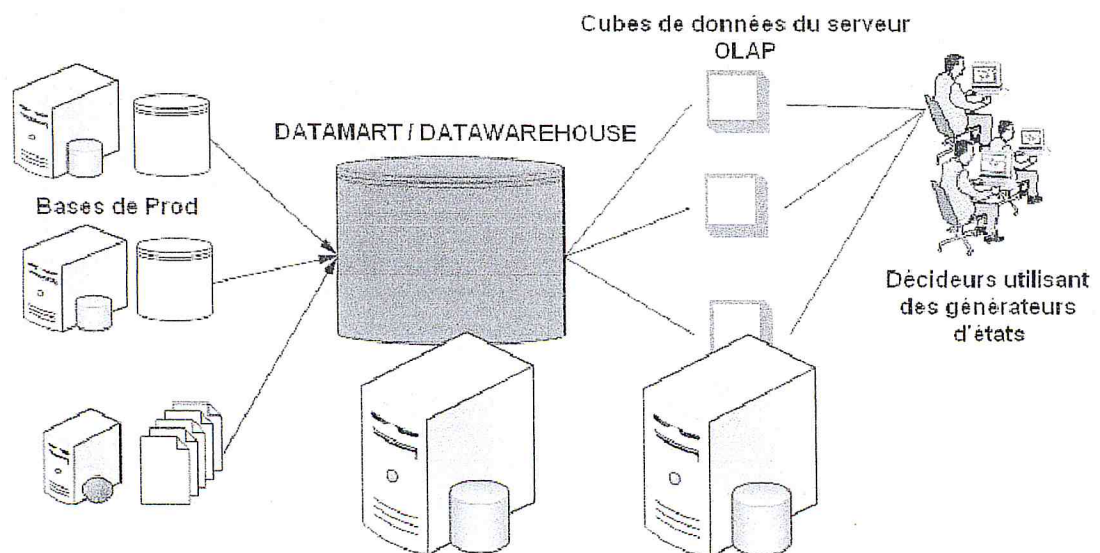 Cubes de données du serveur
OLAP
DATAMART / DATAWAREHOUSE
Bases de Prod
Décideurs utilisant
des générateurs
d'états